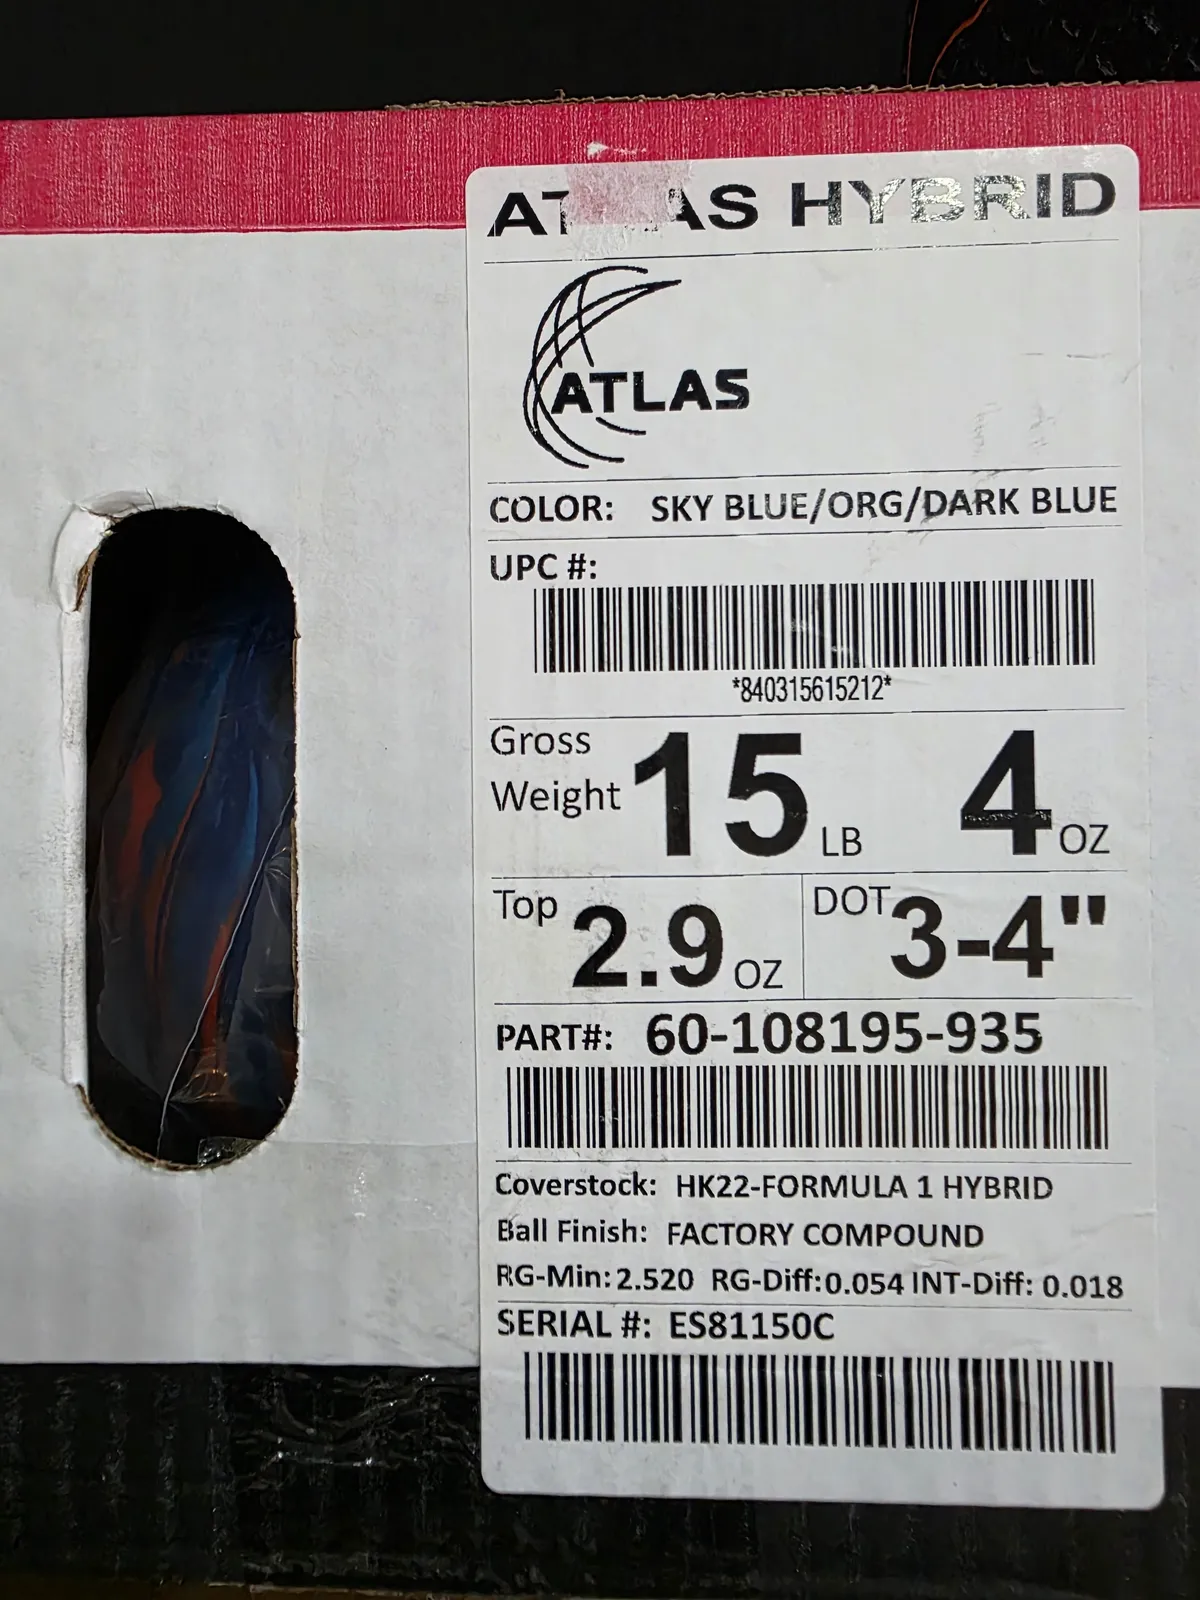 ATLAS HYBRID
ATLAS
COLOR: SKY BLUE/ORG/DARK BLUE
UPC #:
*840315615212*
Gross Weight 15 LB 4 OZ
Top 2.9 OZ DOT 3-4"
PART#: 60-108195-935
Coverstock: HK22-FORMULA 1 HYBRID
Ball Finish: FACTORY COMPOUND
RG-Min: 2.520 RG-Diff: 0.054 INT-Diff: 0.018
SERIAL #: ES81150C